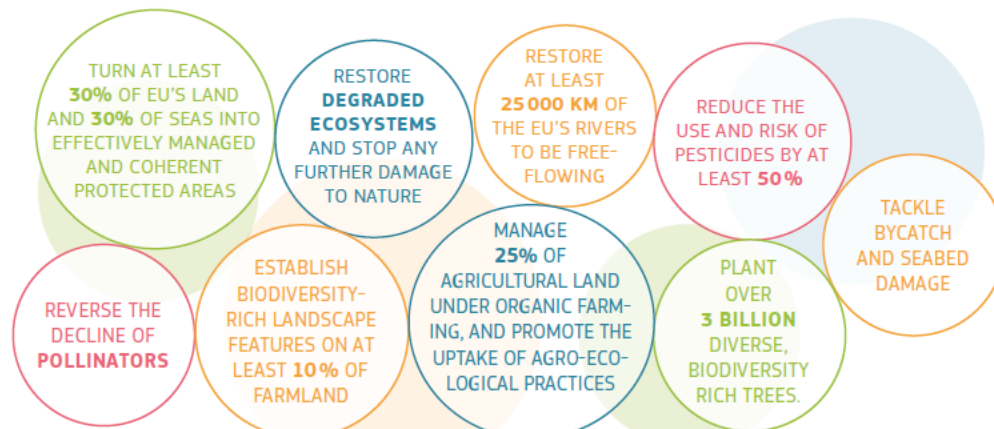 TURN AT LEAST
30% OF EU'S LAND
AND 30% OF SEAS INTO
EFFECTIVELY MANAGED
AND COHERENT
PROTECTED AREAS
RESTORE
DEGRADED
ECOSYSTEMS
AND STOP ANY
FURTHER DAMAGE
TO NATURE
RESTORE
AT LEAST
25 000 KM OF
THE EU'S RIVERS
TO BE FREE-
FLOWING
REDUCE THE
USE AND RISK OF
PESTICIDES BY AT
LEAST 50 %
TACKLE
BYCATCH
AND SEABED
DAMAGE
REVERSE THE
DECLINE OF
POLLINATORS
ESTABLISH
BIODIVERSITY-
RICH LANDSCAPE
FEATURES ON AT
LEAST 10 % OF
FARMLAND
MANAGE
25% OF
AGRICULTURAL LAND
UNDER ORGANIC FARM-
ING, AND PROMOTE THE
UPTAKE OF AGRO-ECO-
LOGICAL PRACTICES
PLANT
OVER
3 BILLION
DIVERSE,
BIODIVERSITY
RICH TREES.